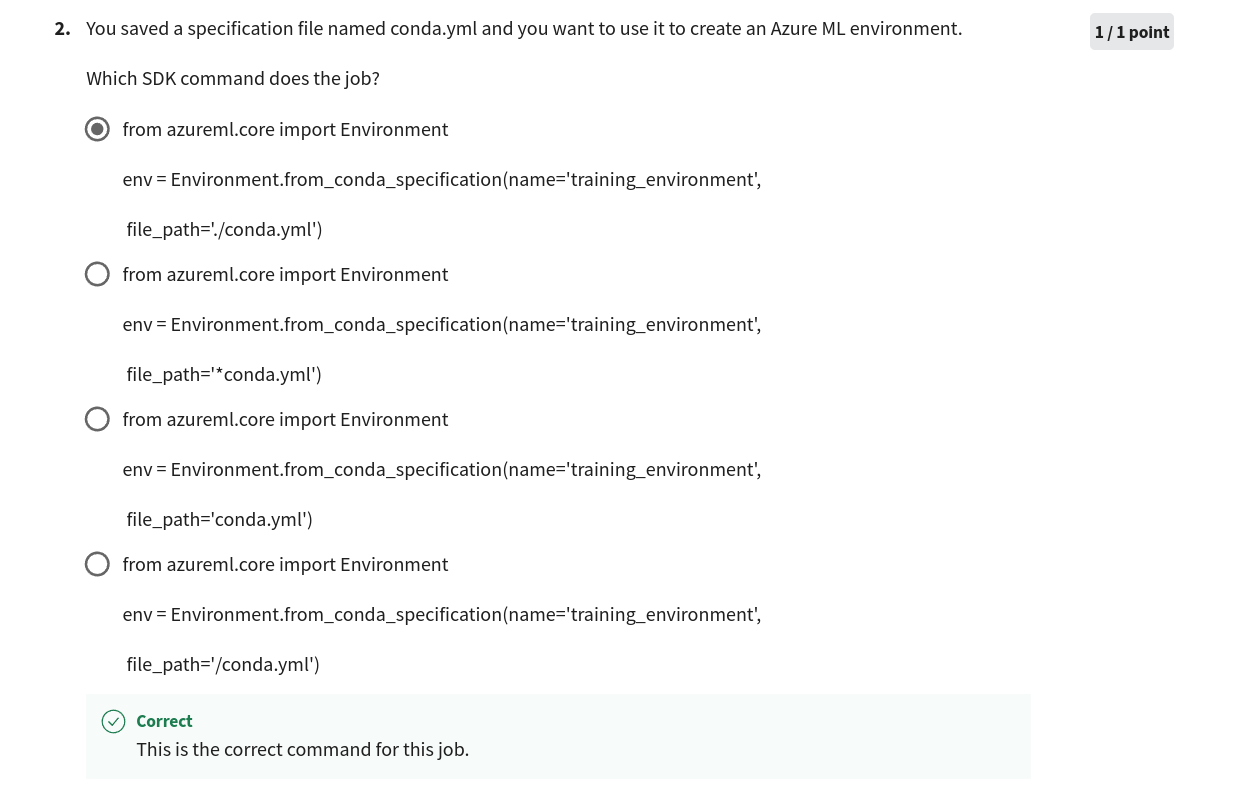 2. You saved a specification file named conda.yml and you want to use it to create an Azure ML environment.
1 / 1 point
Which SDK command does the job?
from azureml.core import Environment
env = Environment.from_conda_specification(name='training_environment',
file_path='./conda.yml')
from azureml.core import Environment
env = Environment.from_conda_specification(name='training_environment',
file_path='*conda.yml')
from azureml.core import Environment
env = Environment.from_conda_specification(name='training_environment',
file_path='conda.yml')
from azureml.core import Environment
env = Environment.from_conda_specification(name='training_environment',
file_path='/conda.yml')
Correct
This is the correct command for this job.